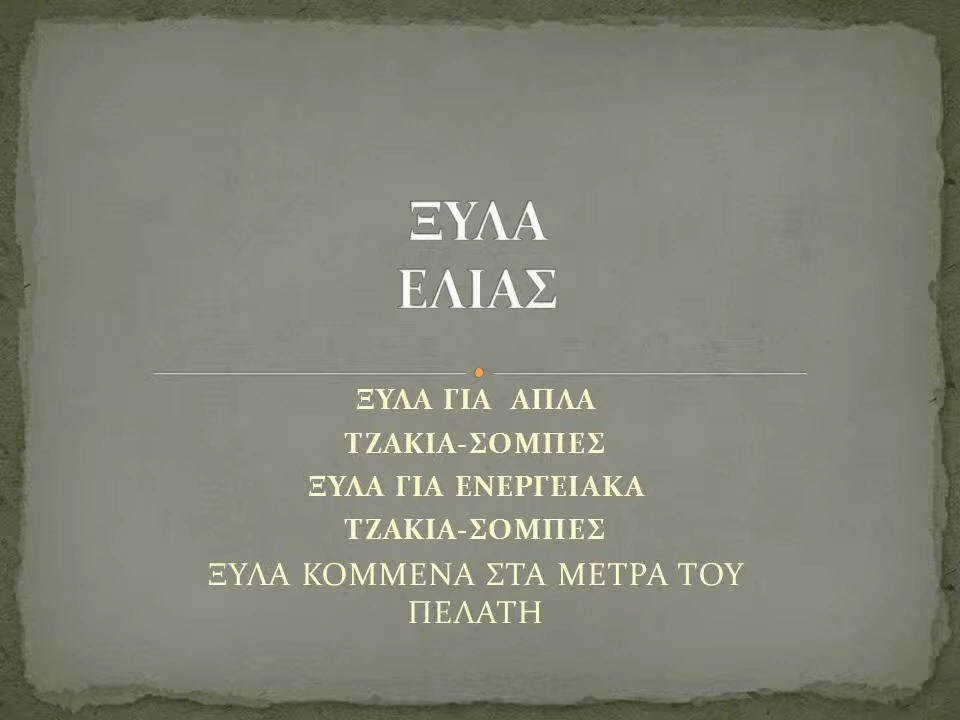 ΞΥΛΑ
ΕΛΙΑΣ
ΞΥΛΑ ΓΙΑ ΑΠΛΑ
ΤΖΑΚΙΑ-ΣΟΜΠΕΣ
ΞΥΛΑ ΓΙΑ ΕΝΕΡΓΕΙΑΚΑ
ΤΖΑΚΙΑ-ΣΟΜΠΕΣ
ΞΥΛΑ ΚΟΜΜΕΝΑ ΣΤΑ ΜΕΤΡΑ ΤΟΥ
ΠΕΛΑΤΗ